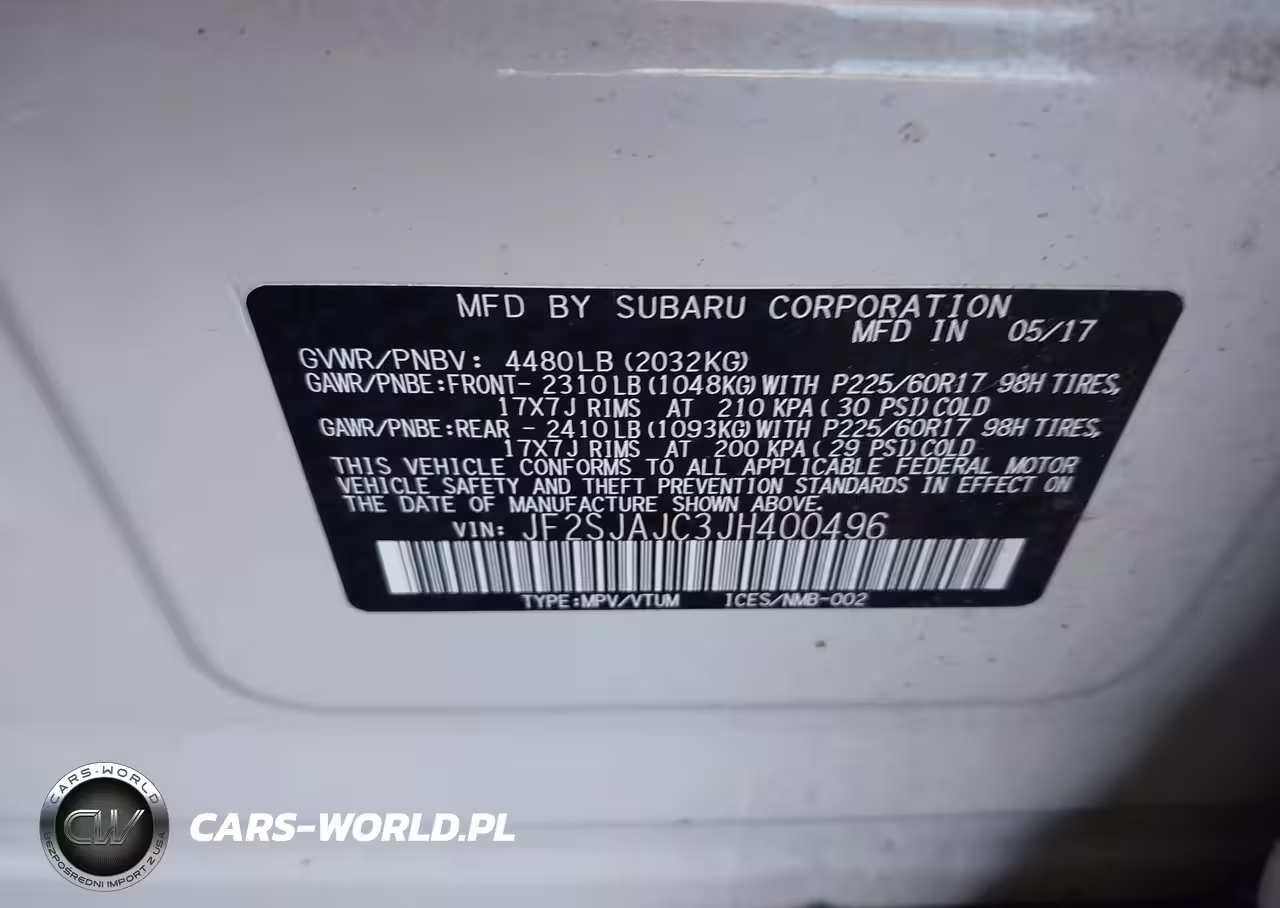 MFD BY SUBARU CORPORATION
MFD IN 05/17
GVWR/PNBV: 4480LB (2032KG)
GAWR/PNBE:FRONT- 2310LB (1048KG) WITH P225/60R17 98H TIRES,
17X7J RIMS AT 210 KPA (30 PSI) COLD
GAWR/PNBE:REAR - 2410LB (1093KG) WITH P225/60R17 98H TIRES,
17X7J RIMS AT 200 KPA (29 PSI) COLD
THIS VEHICLE CONFORMS TO ALL APPLICABLE FEDERAL MOTOR
VEHICLE SAFETY AND THEFT PREVENTION STANDARDS IN EFFECT ON
THE DATE OF MANUFACTURE SHOWN ABOVE.
VIN: JF2SJAJC3JH400496
TYPE:MPV/VTUM ICES/NMB-002
CARS-WORLD
CW
BEZPOŚREDNI IMPORT Z USA
CARS-WORLD.PL